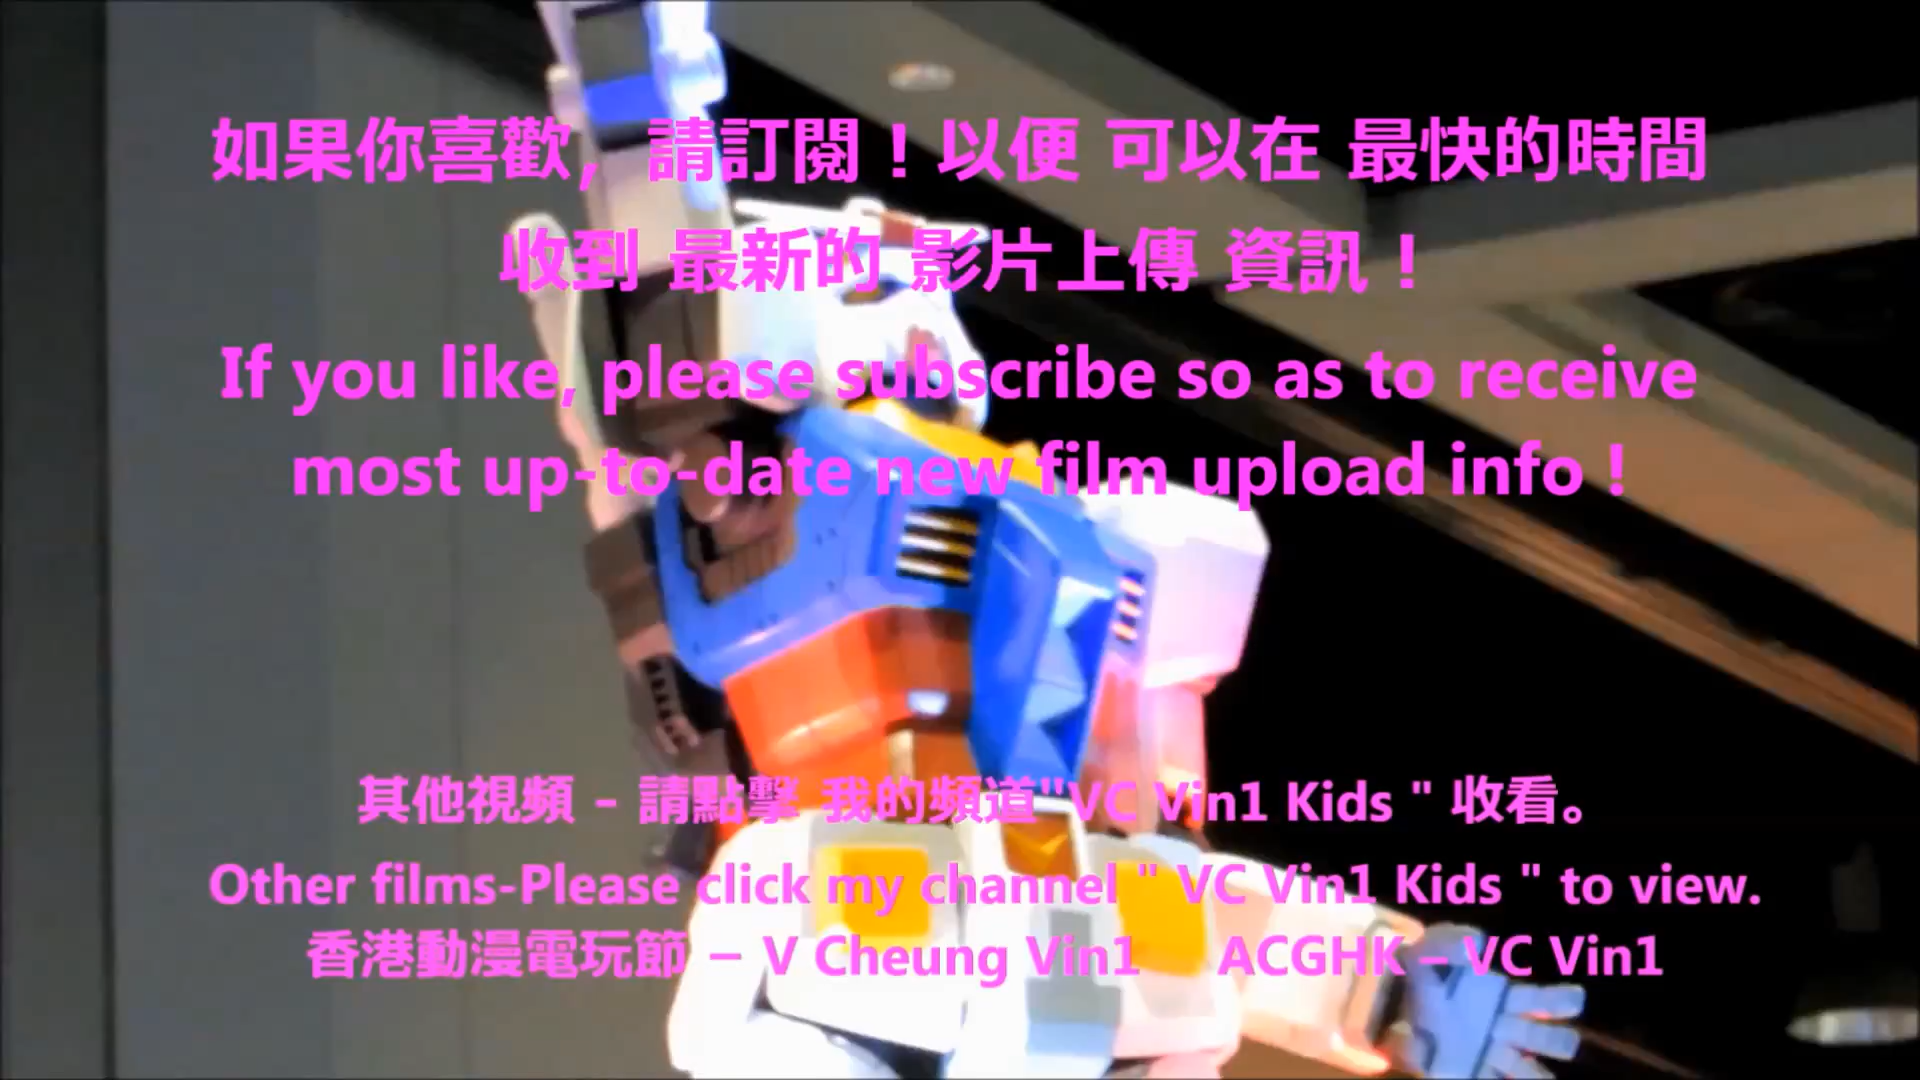 如果你喜歡，請訂閱！以便 可以在 最快的時間
收到 最新的 影片上傳 資訊！
If you like, please subscribe so as to receive
most up-to-date new film upload info !
其他視頻 - 請點擊 我的頻道"VC Vin1 Kids " 收看。
Other films-Please click my channel " VC Vin1 Kids " to view.
香港動漫電玩節 – V Cheung Vin1 ACGHK – VC Vin1